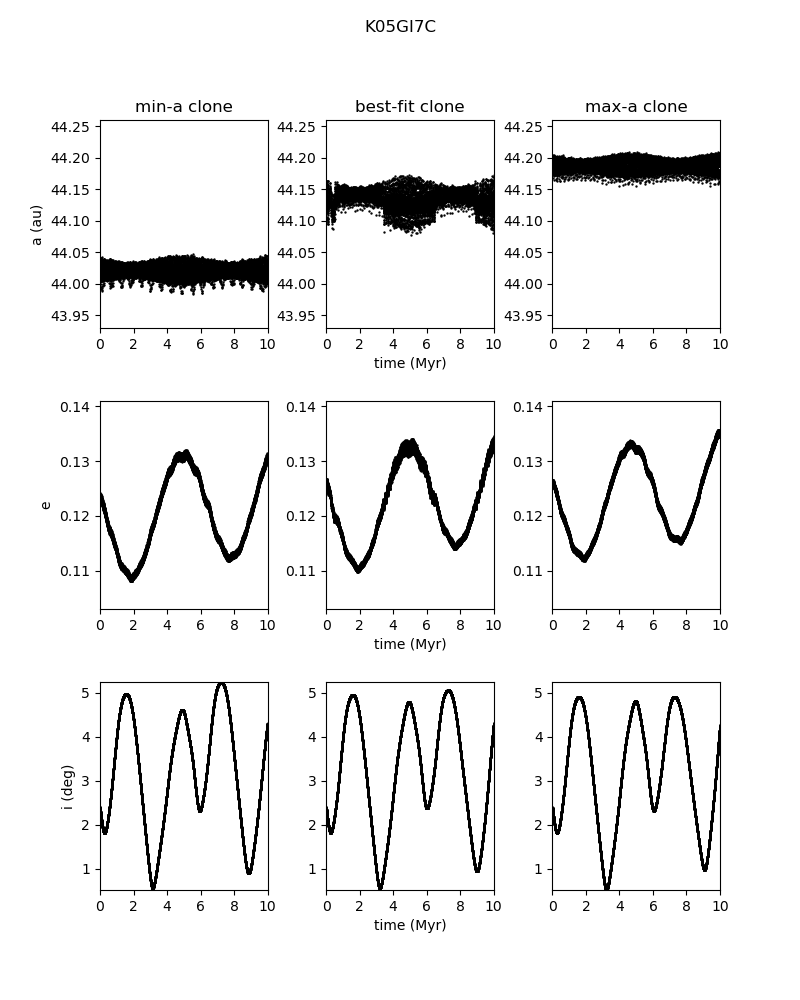 K05GI7C
min-a clone best-fit clone max-a clone
44.25 44.25 44.25
44.20 44.20 44.20
44.15 44.15 44.15
44.10 44.10 44.10
44.05 44.05 44.05
44.00 44.00 44.00
43.95 43.95 43.95
a (au)
0 2 4 6 8 10 0 2 4 6 8 10 0 2 4 6 8 10
time (Myr)
0.14 0.14 0.14
0.13 0.13 0.13
0.12 0.12 0.12
0.11 0.11 0.11
e
0 2 4 6 8 10 0 2 4 6 8 10 0 2 4 6 8 10
time (Myr)
5 5 5
4 4 4
3 3 3
2 2 2
1 1 1
i (deg)
0 2 4 6 8 10 0 2 4 6 8 10 0 2 4 6 8 10
time (Myr)